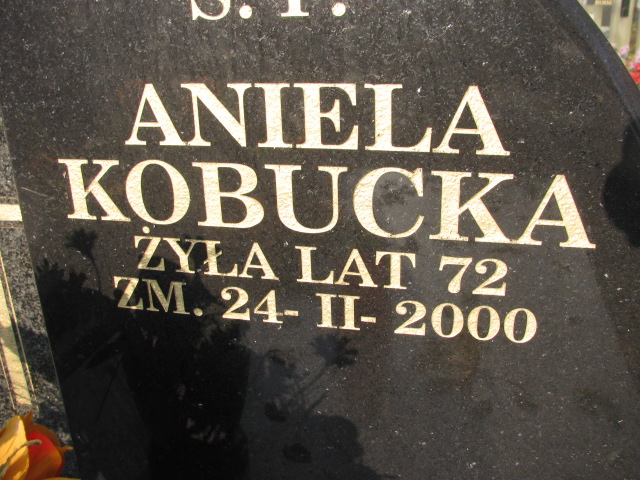 Ś.P.
ANIELA
KOBUCKA
ŻYŁA LAT 72
ZM. 24- II- 2000